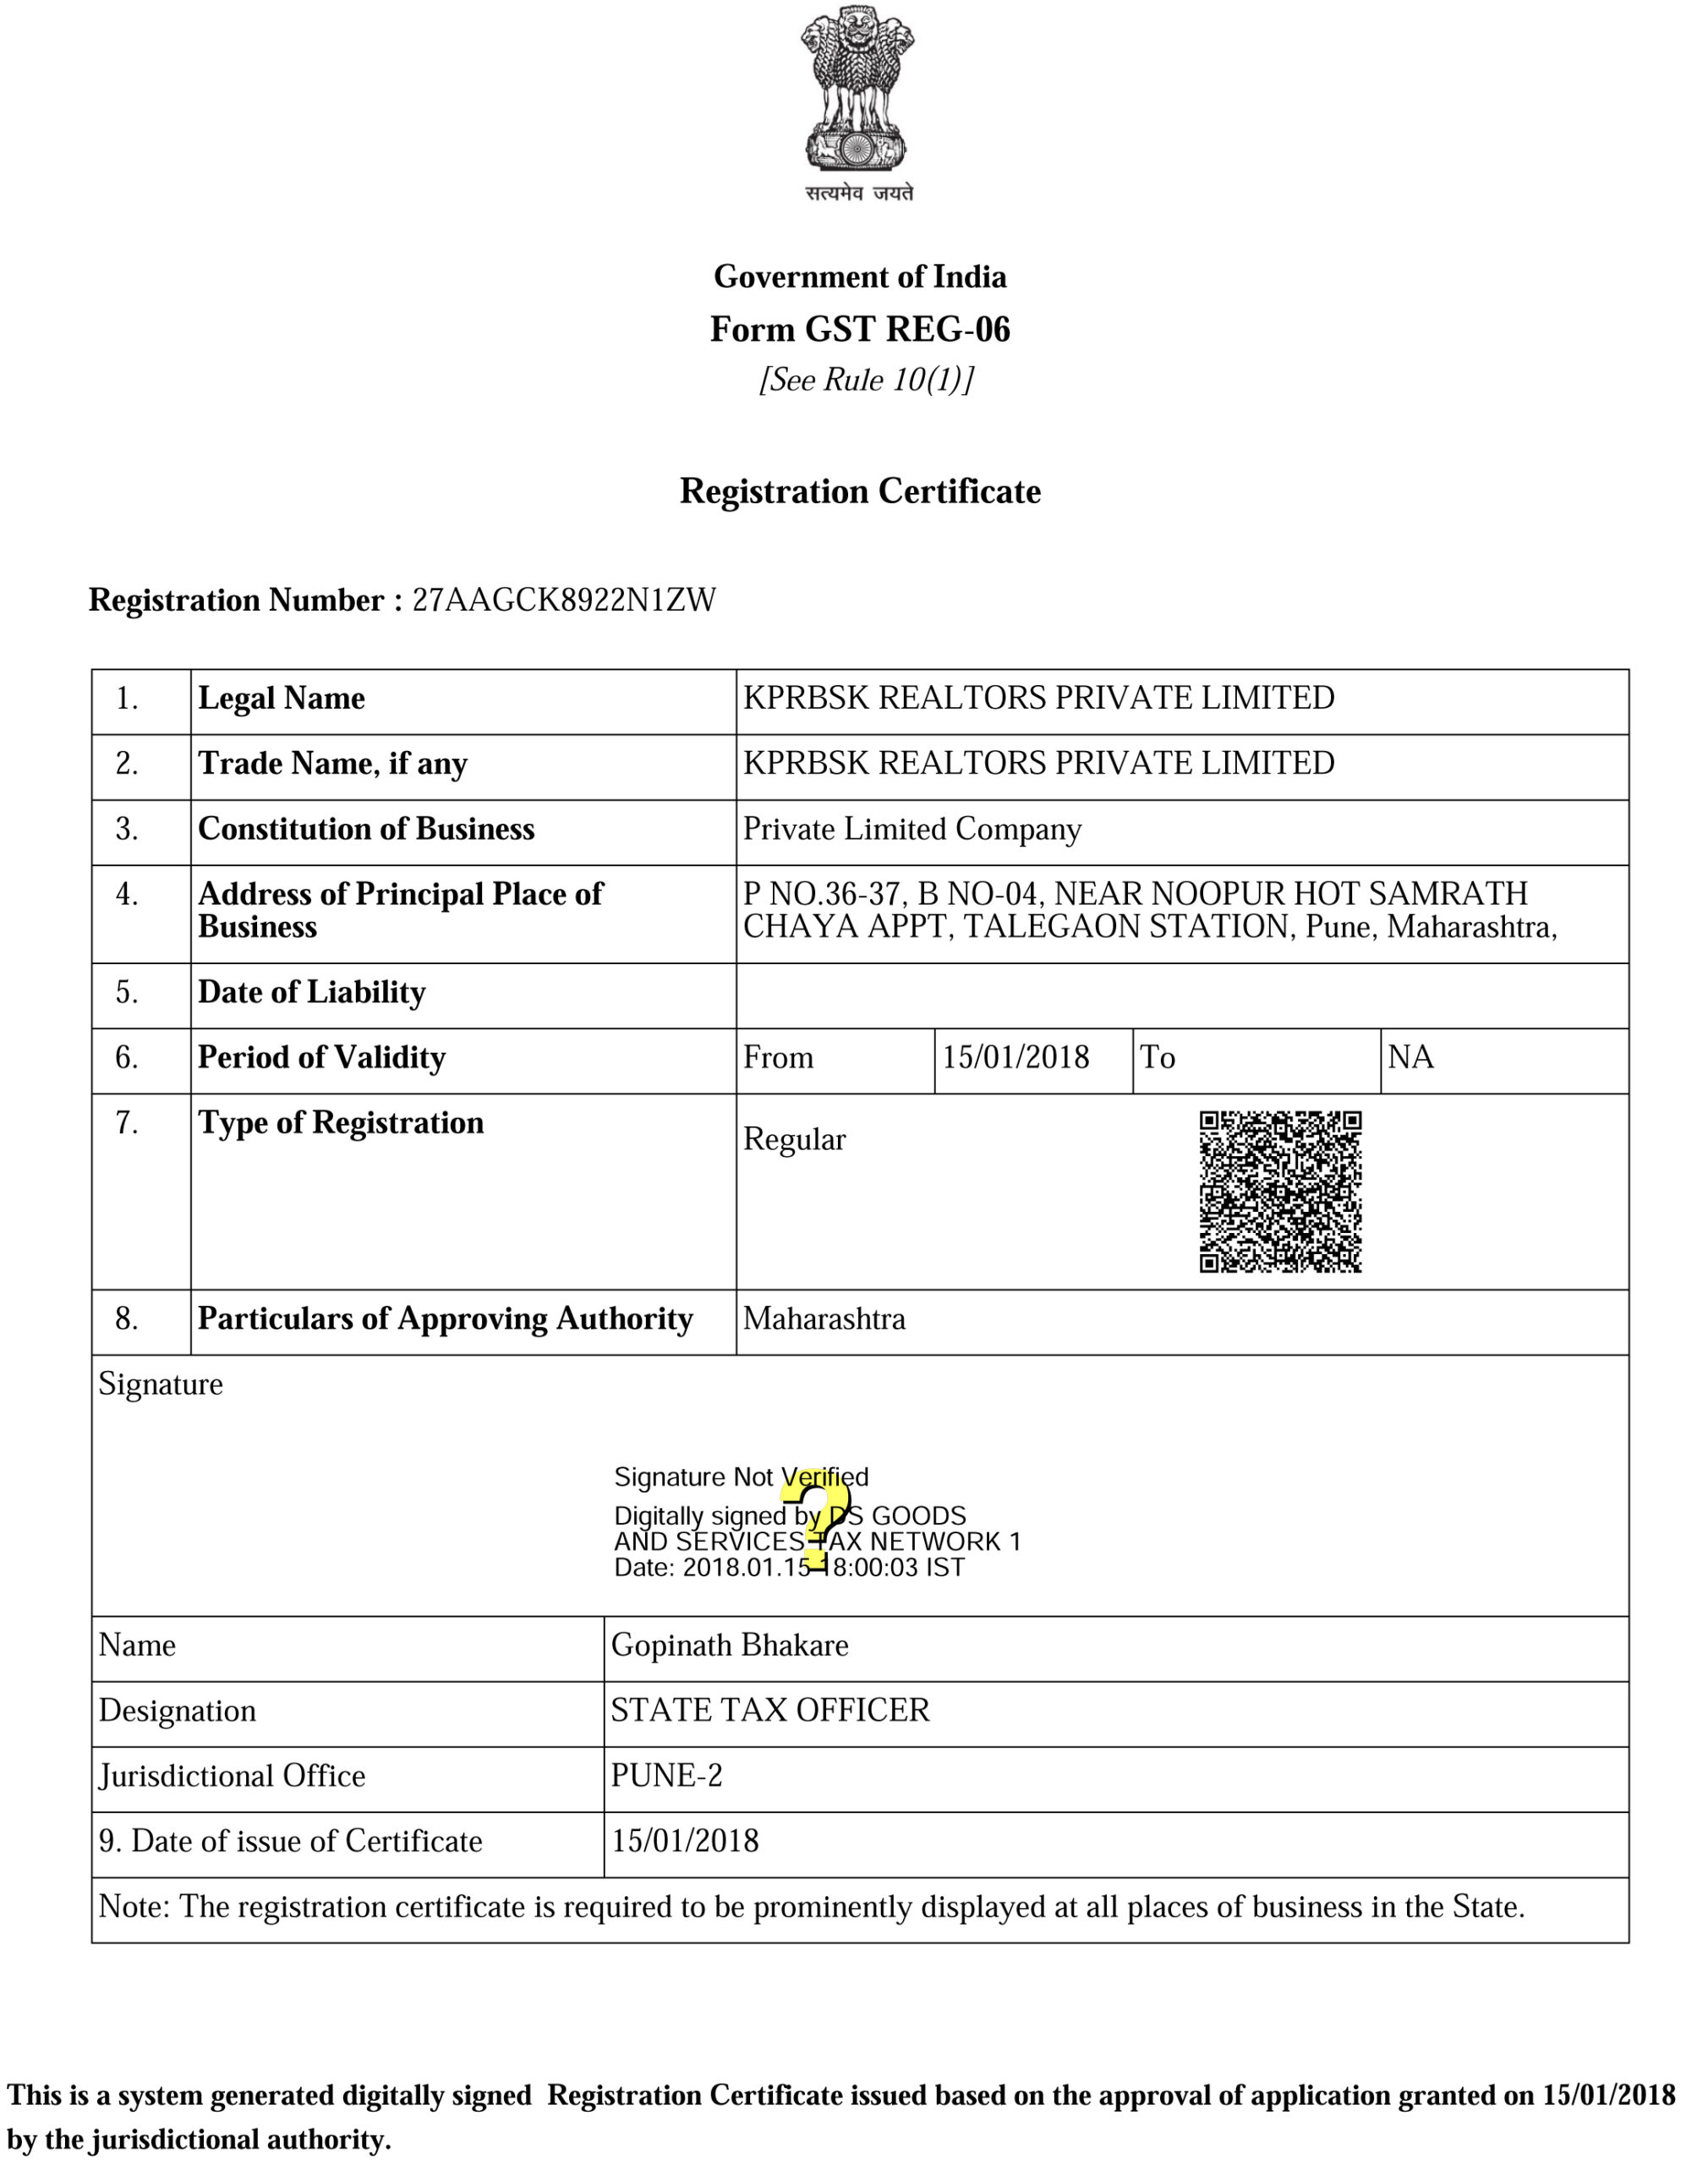 सत्यमेव जयते
Government of India
Form GST REG-06
[See Rule 10(1)]
Registration Certificate
Registration Number : 27AAGCK8922N1ZW
1. Legal Name KPRBSK REALTORS PRIVATE LIMITED
2. Trade Name, if any KPRBSK REALTORS PRIVATE LIMITED
3. Constitution of Business Private Limited Company
4. Address of Principal Place of P NO.36-37, B NO-04, NEAR NOOPUR HOT SAMRATH
Business CHAYA APPT, TALEGAON STATION, Pune, Maharashtra,
5. Date of Liability
6. Period of Validity From 15/01/2018 To NA
7. Type of Registration
Regular
8. Particulars of Approving Authority Maharashtra
Signature
Signature Not Verified
Digitally signed by DS GOODS
AND SERVICES TAX NETWORK 1
Date: 2018.01.15 18:00:03 IST
Name Gopinath Bhakare
Designation STATE TAX OFFICER
Jurisdictional Office PUNE-2
9. Date of issue of Certificate 15/01/2018
Note: The registration certificate is required to be prominently displayed at all places of business in the State.
This is a system generated digitally signed Registration Certificate issued based on the approval of application granted on 15/01/2018
by the jurisdictional authority.